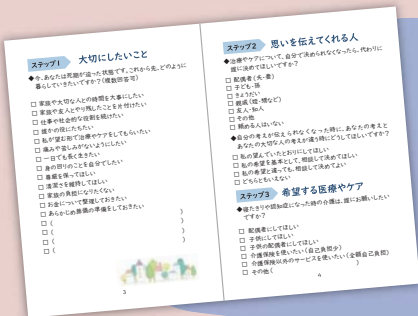 ステップ1 大切にしたいこと
◆今、あなたは死期が迫った状態です。これから先、どのように
暮らしていきたいですか?(複数回答可)
□ 家族や大切な人との時間を大事にしたい
□ 家族や友人とやり残したことを片付けたい
□ 仕事や社会的な役割を続けたい
□ 誰かの役にたちたい
□ 私が望む形で治療やケアをしてもらいたい
□ 痛みや苦しみがないようにしたい
□ 一日でも長く生きたい
□ 身の回りのことを自分でしたい
□ 尊厳を保ってほしい
□ 清潔さを維持してほしい
□ 家族の負担になりたくない
□ お金について整理しておきたい
□ あらかじめ葬儀の準備をしておきたい
□ ( )
□ ( )
□ ( )
□ ( )
3
ステップ2 思いを伝えてくれる人
◆治療やケアについて、自分で決められなくなったら、代わりに
誰に決めてほしいですか?
□ 配偶者(夫・妻)
□ 子ども・孫
□ きょうだい
□ 親戚(甥・姪など)
□ 友人・知人
□ その他
□ 頼める人はいない
◆自分の考えが伝えられなくなった時に、あなたの考えと
あなたの大切な人の考えが違う時にどうしてほしいですか?
□ 私の望んでいたとおりにしてほしい
□ 私の希望を基本として、相談して決めてほしい
□ 私の希望と違っても、相談して決めてよい
□ どちらともいえない
ステップ3 希望する医療やケア
◆寝たきりや認知症になった時の介護は、誰にお願いしたい
ですか?
□ 配偶者にしてほしい
□ 子供にしてほしい
□ 子供の配偶者にしてほしい
□ 介護保険を使いたい(自己負担少)
□ 介護保険以外のサービスを使いたい(全額自己負担)
□ その他( )
4